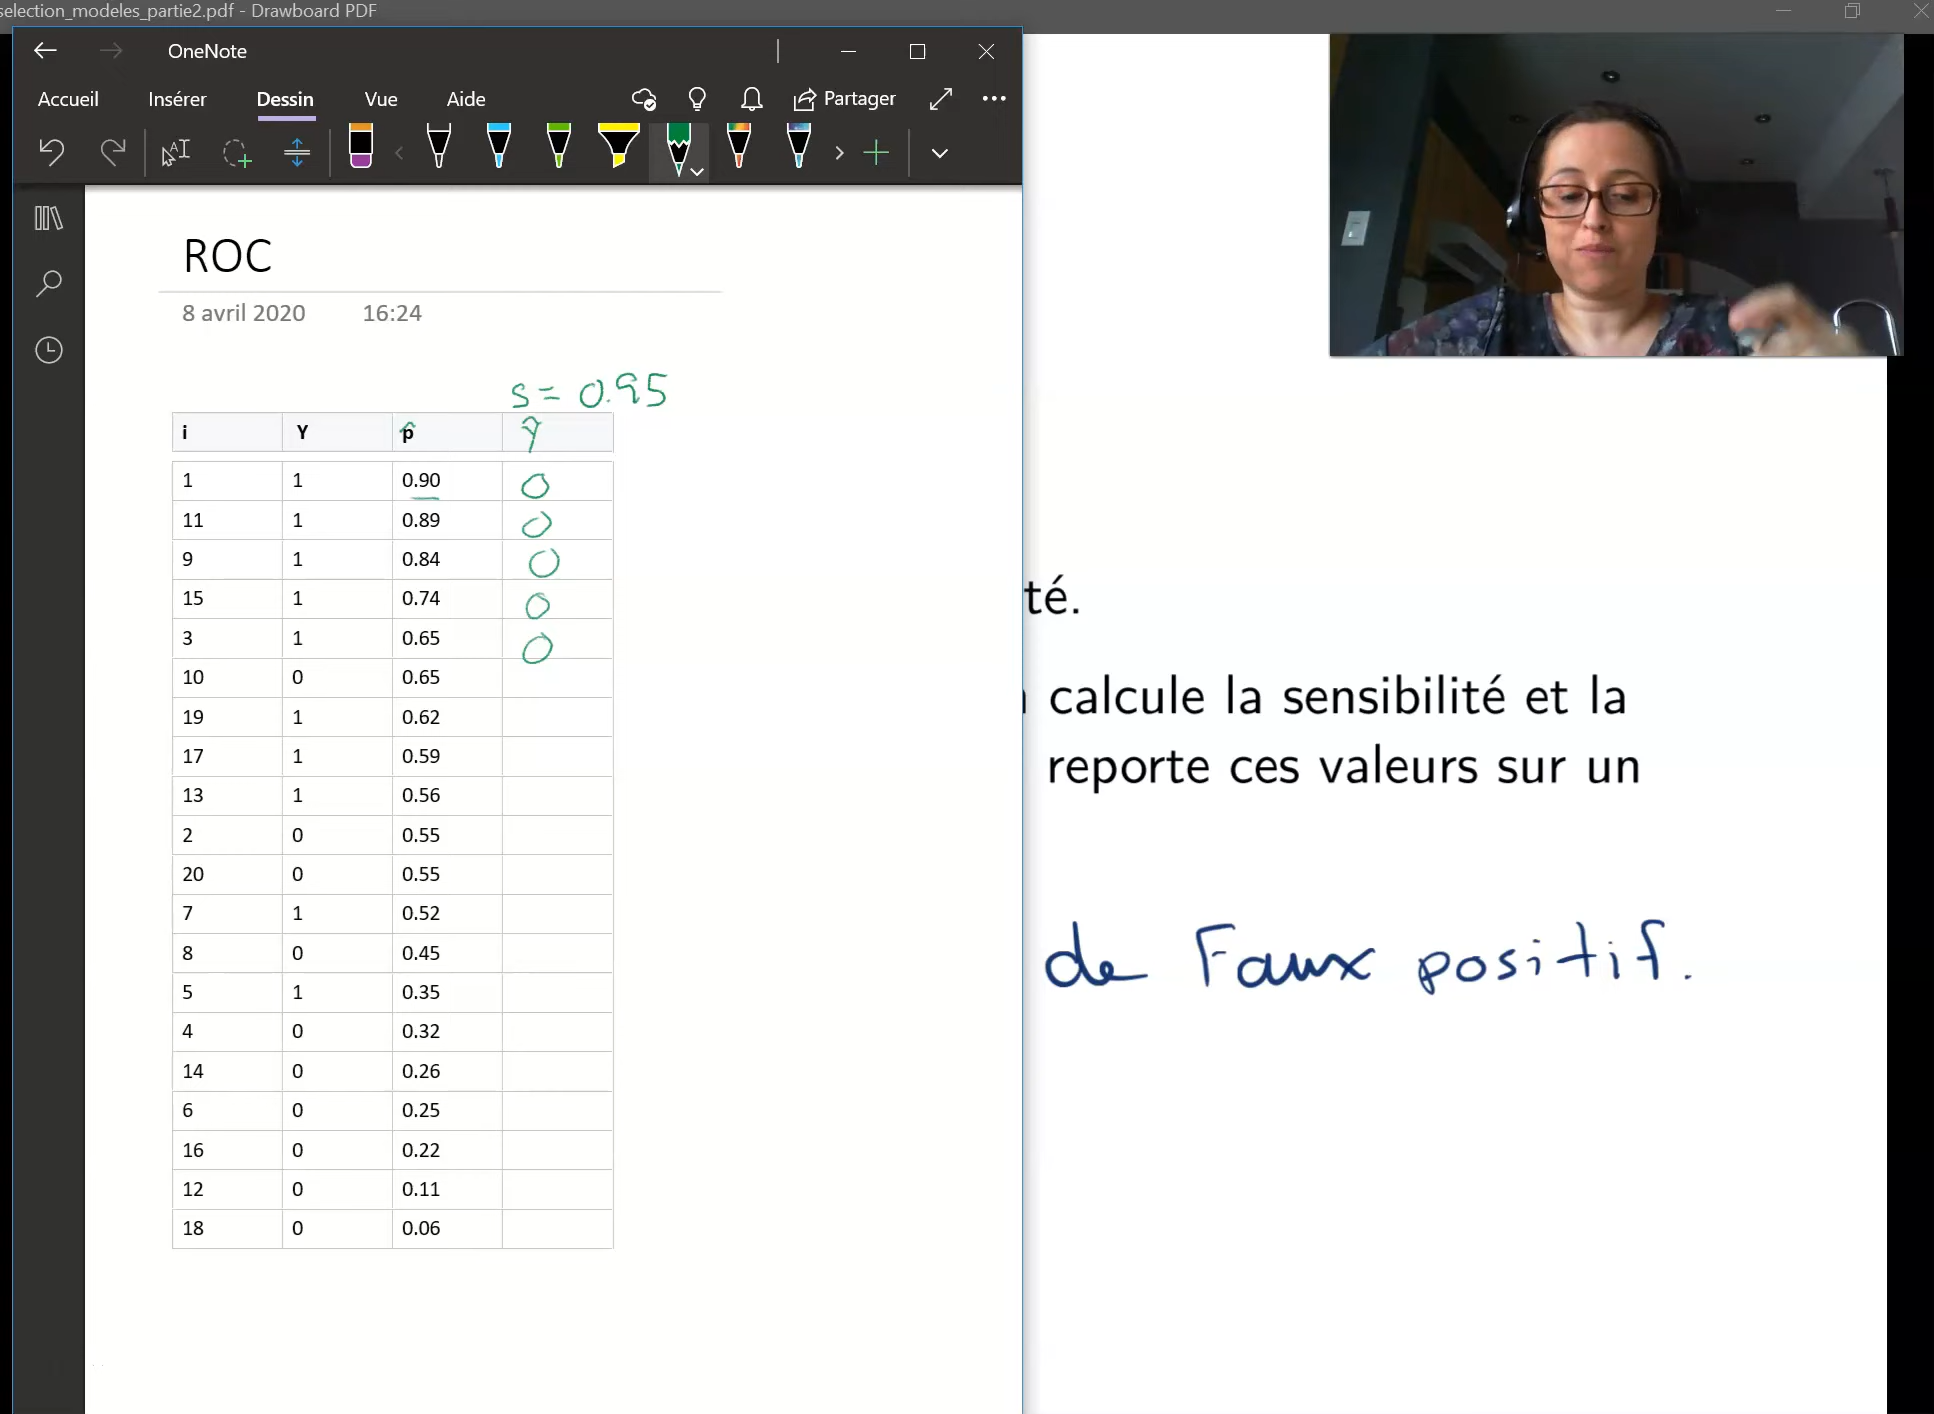 selection_modeles_partie2.pdf - Drawboard PDF
OneNote
Accueil Insérer Dessin Vue Aide Partager
ROC
8 avril 2020 16:24
s = 0.95
i Y p̂ Ŷ
1 1 0.90 0
11 1 0.89 0
9 1 0.84 0
15 1 0.74 0
3 1 0.65 0
10 0 0.65
19 1 0.62
17 1 0.59
13 1 0.56
2 0 0.55
20 0 0.55
7 1 0.52
8 0 0.45
5 1 0.35
4 0 0.32
14 0 0.26
6 0 0.25
16 0 0.22
12 0 0.11
18 0 0.06
té.
calcule la sensibilité et la
reporte ces valeurs sur un
de Faux positif.